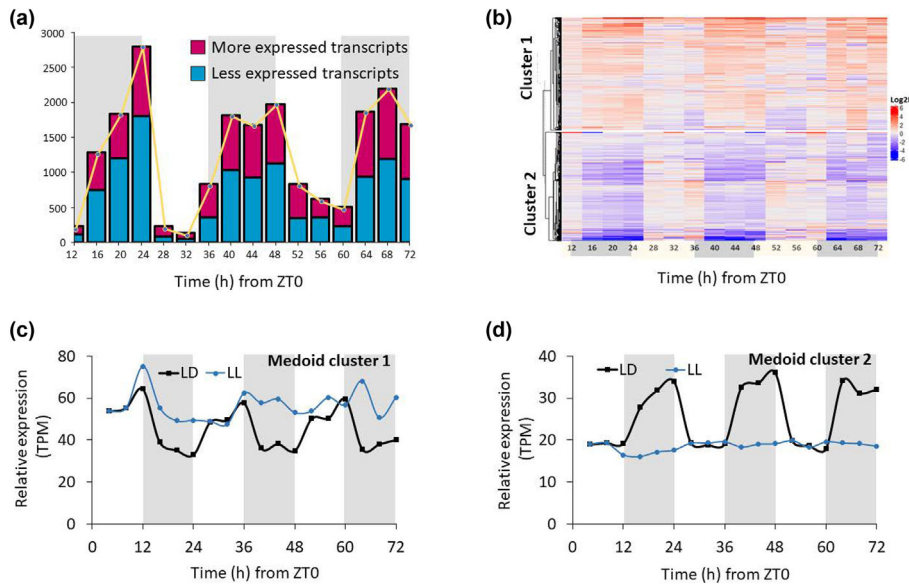 (a)
3000
2500
2000
1500
1000
500
0
More expressed transcripts
Less expressed transcripts
12 16 20 24 28 32 36 40 44 48 52 56 60 64 68 72
Time (h) from ZT0
(b)
Cluster 1
Cluster 2
6
4
2
0
-2
-4
-6
12 16 20 24 28 32 36 40 44 48 52 56 60 64 68 72
Time (h) from ZT0
(c)
Medoid cluster 1
LD LL
Relative expression
(TPM)
80
60
40
20
0
0 12 24 36 48 60 72
Time (h) from ZT0
(d)
Medoid cluster 2
LD LL
Relative expression
(TPM)
40
30
20
10
0
0 12 24 36 48 60 72
Time (h) from ZT0